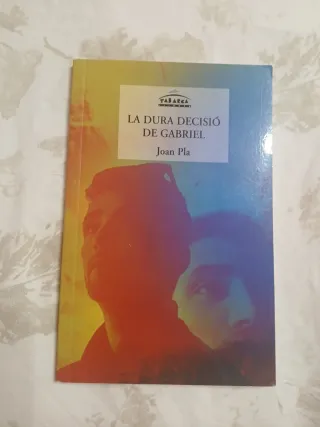 TABARCA
LA DURA DECISIÓ
DE GABRIEL
Joan Pla